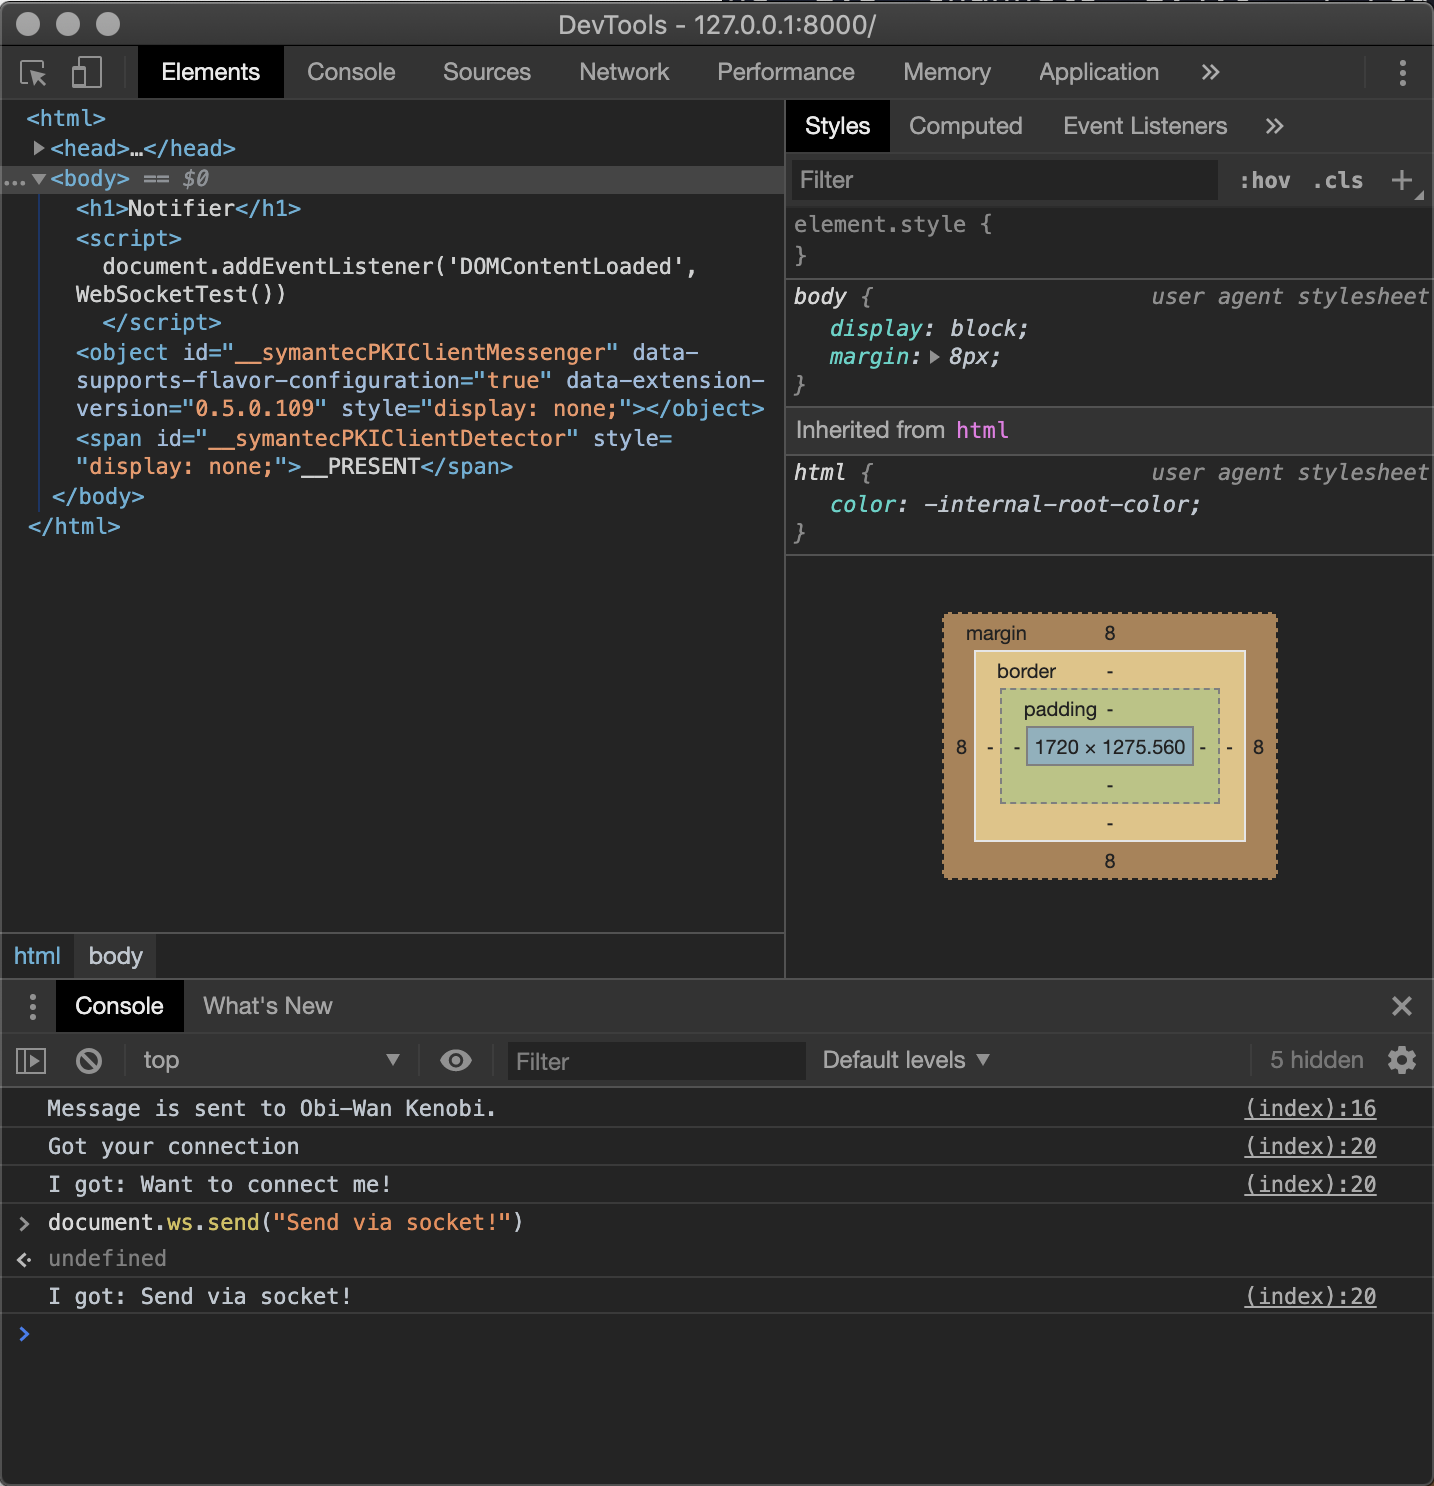 DevTools - 127.0.0.1:8000/
Elements Console Sources Network Performance Memory Application »
<html>
▶<head>…</head>
…▼<body> == $0
<h1>Notifier</h1>
<script>
document.addEventListener('DOMContentLoaded',
WebSocketTest())
</script>
<object id="__symantecPKIClientMessenger" data-
supports-flavor-configuration="true" data-extension-
version="0.5.0.109" style="display: none;"></object>
<span id="__symantecPKIClientDetector" style=
"display: none;">__PRESENT</span>
</body>
</html>
html body
Styles Computed Event Listeners »
Filter :hov .cls +
element.style {
}
body { user agent stylesheet
display: block;
margin:▶8px;
}
Inherited from html
html { user agent stylesheet
color: -internal-root-color;
}
margin 8
border -
padding -
8 - - 1720 × 1275.560 - - 8
-
-
8
Console What's New
top ▼ Filter Default levels ▼ 5 hidden
Message is sent to Obi-Wan Kenobi. (index):16
Got your connection (index):20
I got: Want to connect me! (index):20
> document.ws.send("Send via socket!")
undefined
I got: Send via socket! (index):20
>